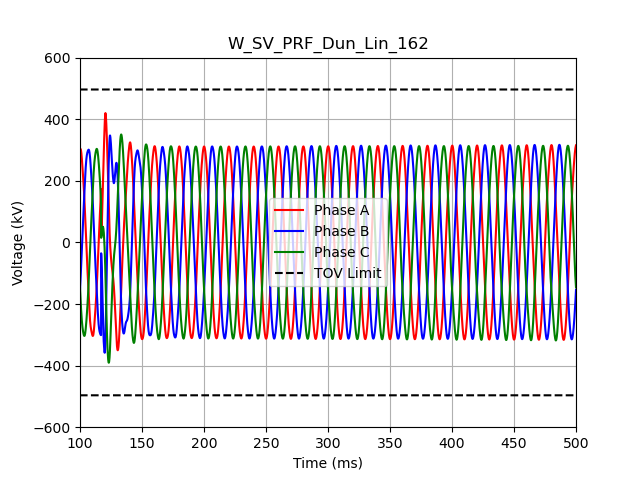 W_SV_PRF_Dun_Lin_162
Voltage (kV)
600
400
200
0
−200
−400
−600
Phase A
Phase B
Phase C
TOV Limit
100
150
200
250
300
350
400
450
500
Time (ms)